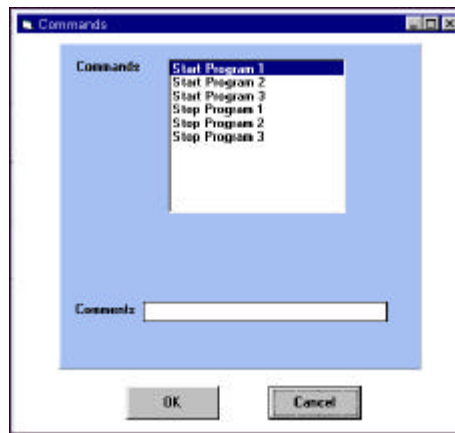 Commands
Commands
Start Program 1
Start Program 2
Start Program 3
Stop Program 1
Stop Program 2
Stop Program 3
Comments
OK
Cancel